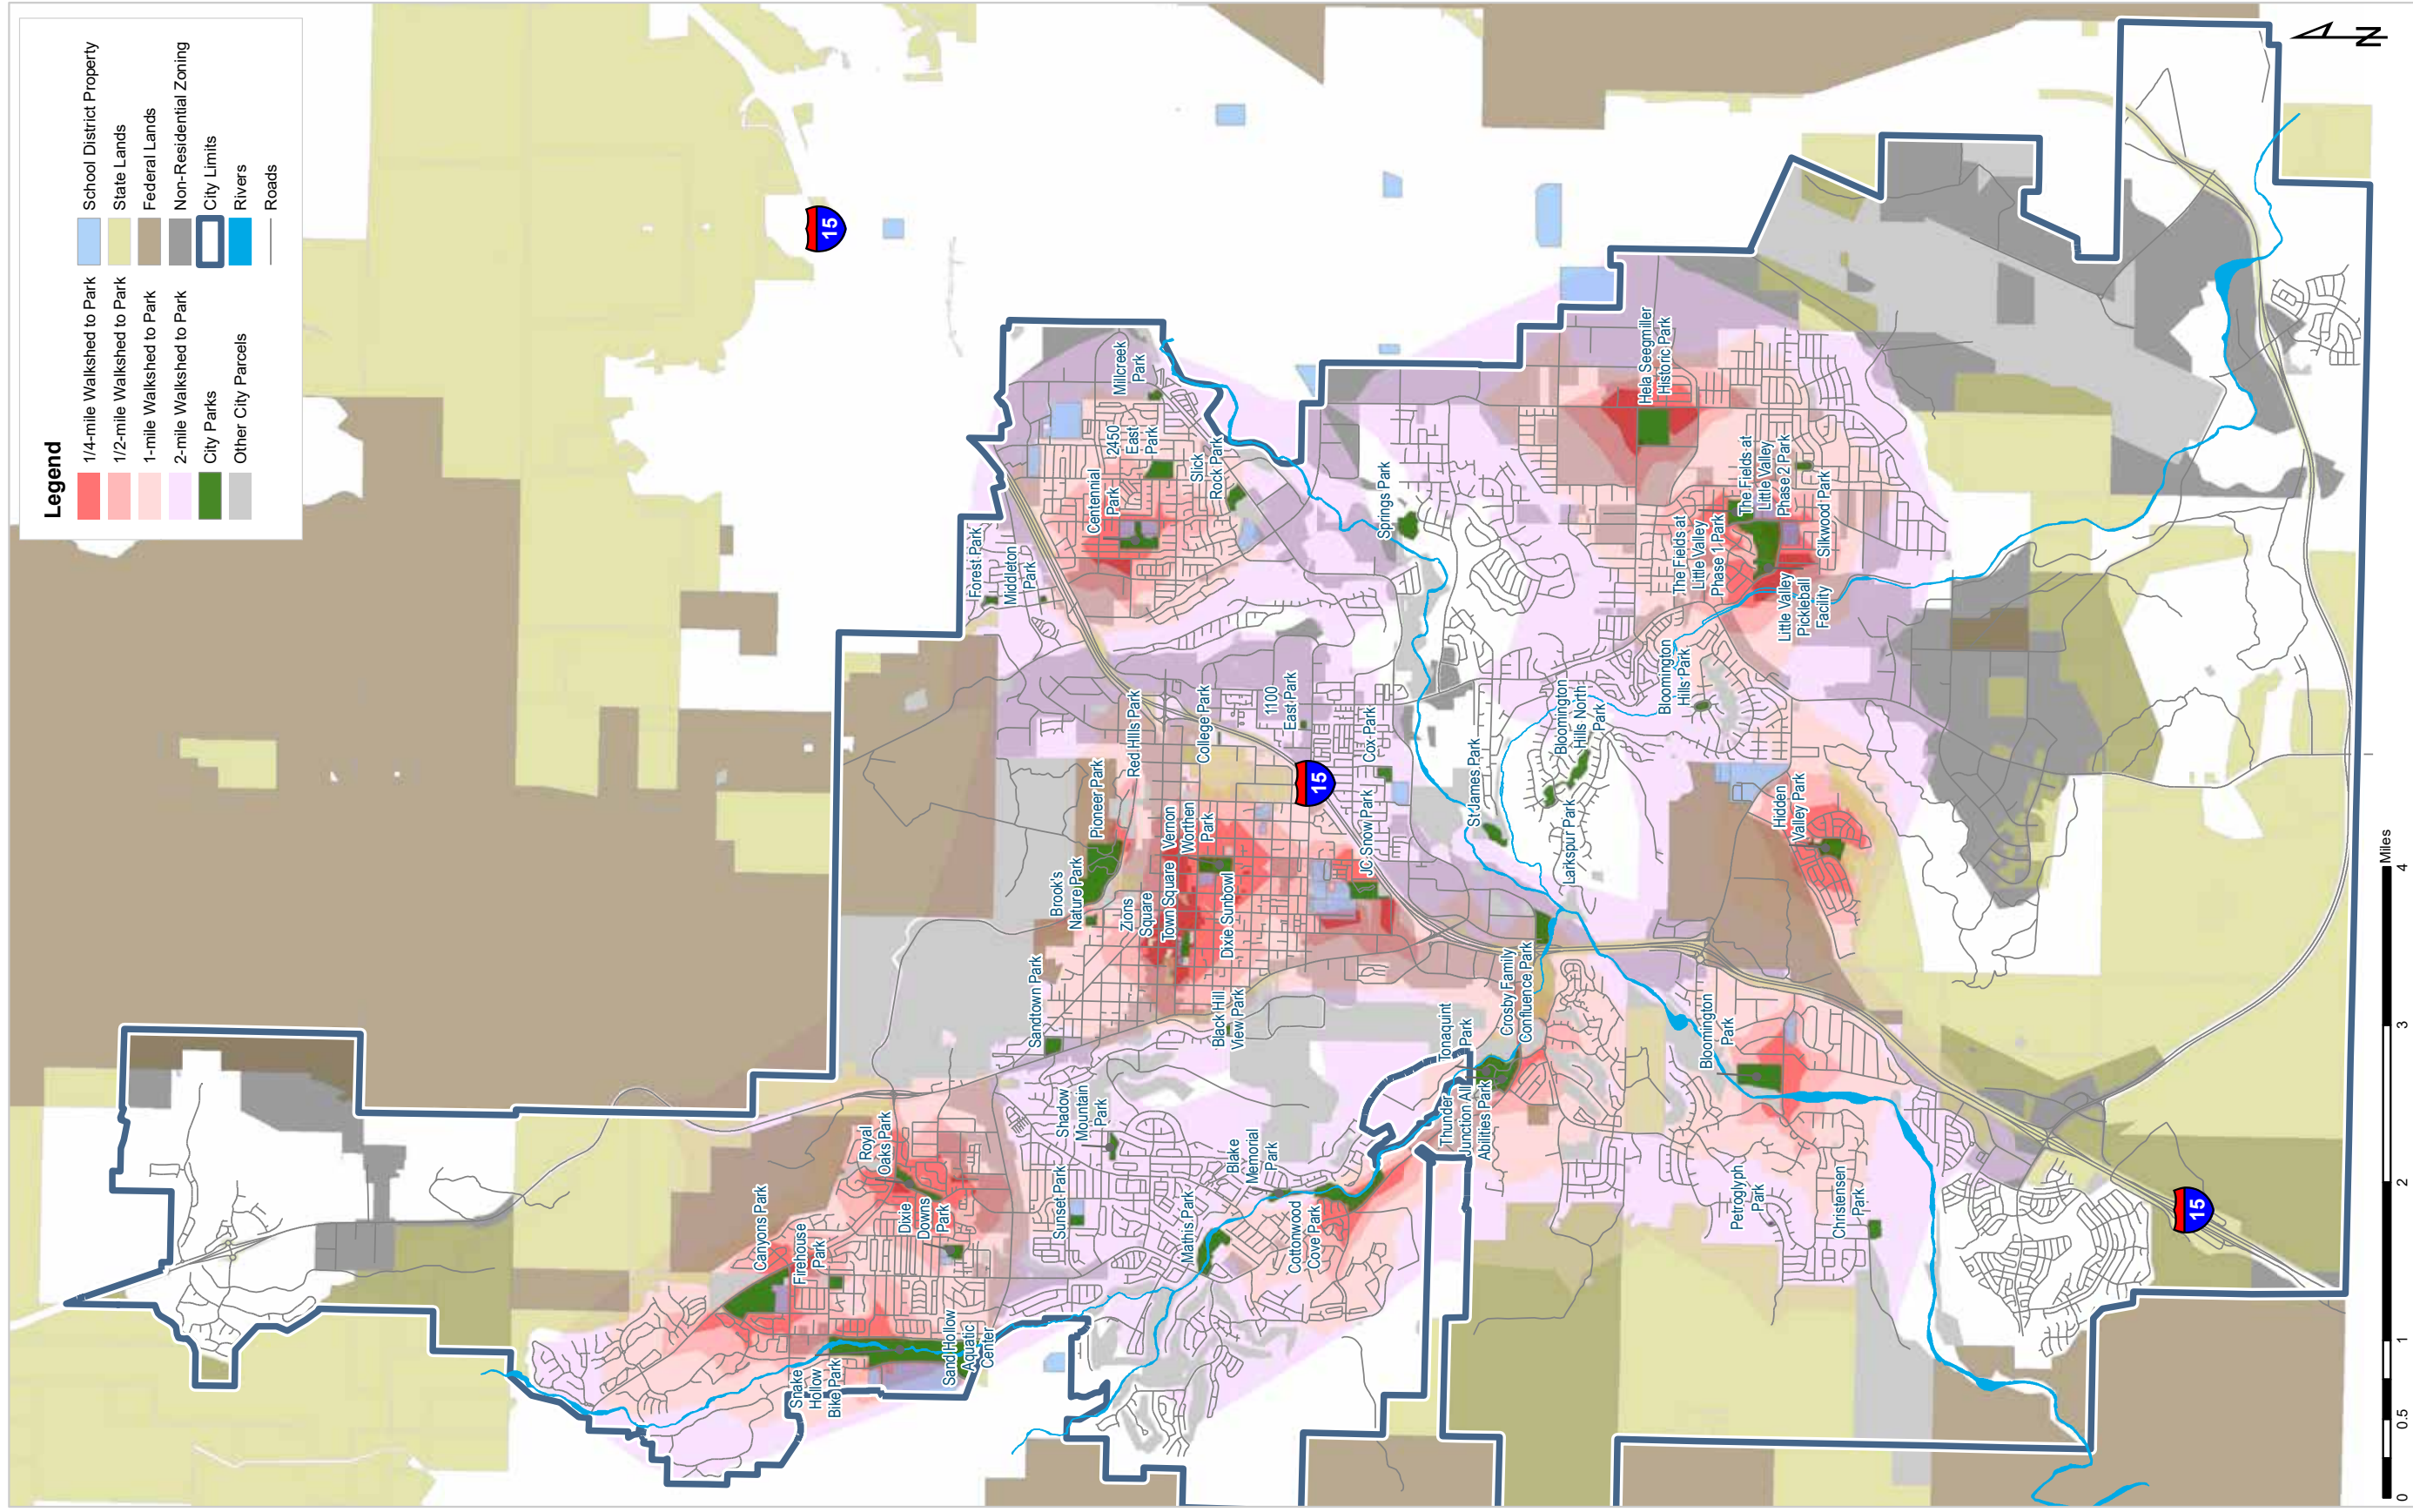 Legend
1/4-mile Walkshed to Park
1/2-mile Walkshed to Park
1-mile Walkshed to Park
2-mile Walkshed to Park
City Parks
Other City Parcels
School District Property
State Lands
Federal Lands
Non-Residential Zoning
City Limits
Rivers
Roads
15
Canyons Park
Firehouse
Park
Royal
Oaks Park
Dixie
Downs
Park
Snake
Hollow
Bike Park
Sand Hollow
Aquatic
Center
Sandtown Park
Shadow
Mountain
Park
Sunset Park
Mathis Park
Blake
Memorial
Park
Cottonwood
Cove Park
Black Hill
View Park
Brook's
Nature Park
Pioneer Park
Red Hills Park
Zions
Square
Town Square
Vernon
Worthen
Park
Dixie Sunbowl
College Park
1100
East Park
Cox Park
JC Snow Park
15
Forest Park
Middleton
Park
Centennial
Park
2450
East
Park
Millcreek
Park
Slick
Rock Park
Springs Park
St James Park
Larkspur Park
Bloomington
Hills North
Park
Bloomington
Hills Park
Hela Seegmiller
Historic Park
The Fields at
Little Valley
Phase 1 Park
The Fields at
Little Valley
Phase 2 Park
Silkwood Park
Little Valley
Pickleball
Facility
Hidden
Valley Park
Crosby Family
Confluence Park
Tonaquint
Park
Thunder
Junction All
Abilities Park
Bloomington
Park
Petroglyph
Park
Christensen
Park
15
0
0.5
1
2
3
4
Miles
N